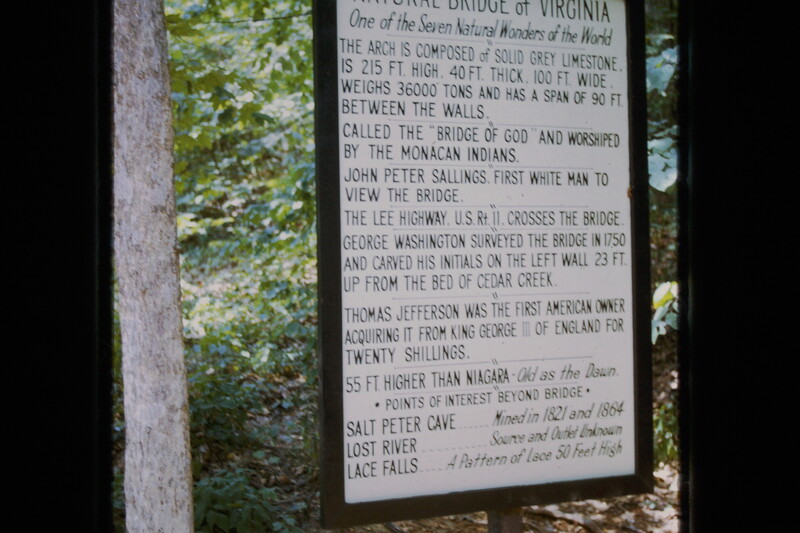 NATURAL BRIDGE of VIRGINIA
One of the Seven Natural Wonders of the World
THE ARCH IS COMPOSED of SOLID GREY LIMESTONE.
IS 215 FT. HIGH. 40 FT. THICK. 100 FT. WIDE.
WEIGHS 36000 TONS AND HAS A SPAN OF 90 FT.
BETWEEN THE WALLS.
CALLED THE "BRIDGE OF GOD" AND WORSHIPED
BY THE MONACAN INDIANS.
JOHN PETER SALLINGS. FIRST WHITE MAN TO
VIEW THE BRIDGE.
THE LEE HIGHWAY. U.S. Rt. 11. CROSSES THE BRIDGE.
GEORGE WASHINGTON SURVEYED THE BRIDGE IN 1750
AND CARVED HIS INITIALS ON THE LEFT WALL 23 FT.
UP FROM THE BED OF CEDAR CREEK.
THOMAS JEFFERSON WAS THE FIRST AMERICAN OWNER
ACQUIRING IT FROM KING GEORGE III OF ENGLAND FOR
TWENTY SHILLINGS.
55 FT. HIGHER THAN NIAGARA - Old as the Dawn.
• POINTS OF INTEREST BEYOND BRIDGE •
SALT PETER CAVE ...... Mined in 1821 and 1864
LOST RIVER ............ Source and Outlet Unknown
LACE FALLS .... A Pattern of Lace 50 Feet High